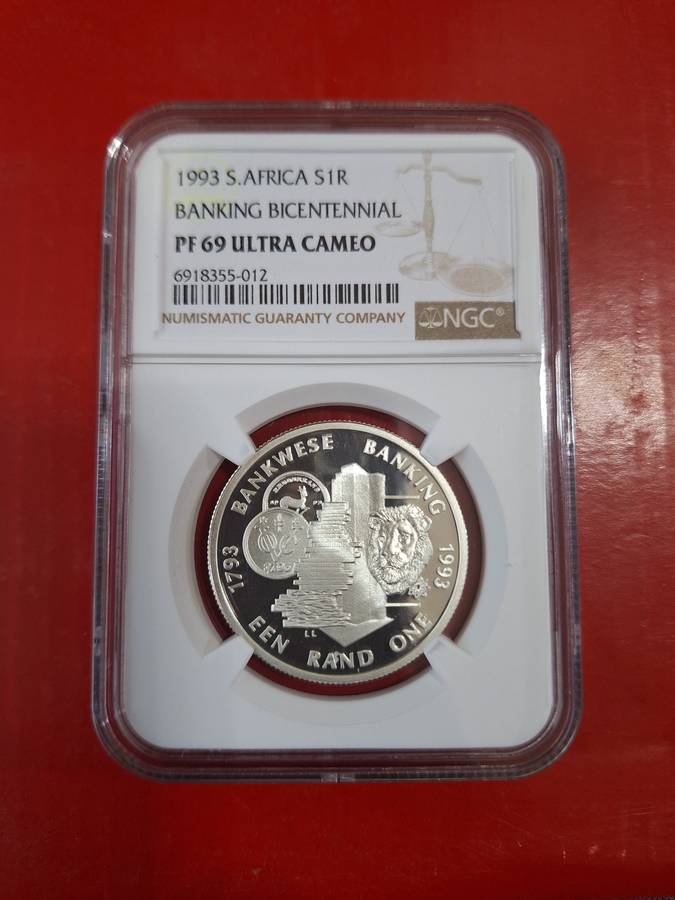 1993 S.AFRICA S1R
BANKING BICENTENNIAL
PF 69 ULTRA CAMEO
6918355-012
NUMISMATIC GUARANTY COMPANY
NGC®
BANKWESE BANKING
1793
1993
LL
EEN RAND ONE